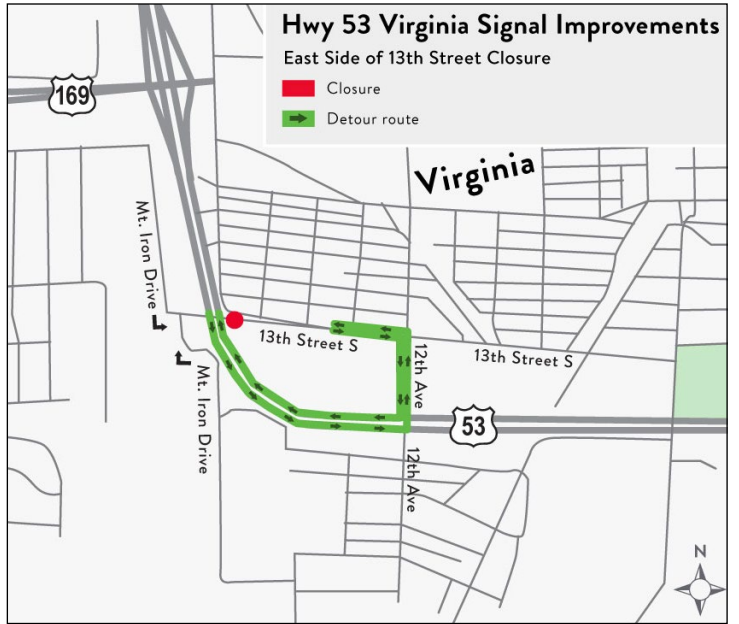 Hwy 53 Virginia Signal Improvements
East Side of 13th Street Closure
Closure
Detour route
169
Virginia
Mt. Iron Drive
13th Street S
12th Ave
13th Street S
Mt. Iron Drive
53
12th Ave
N